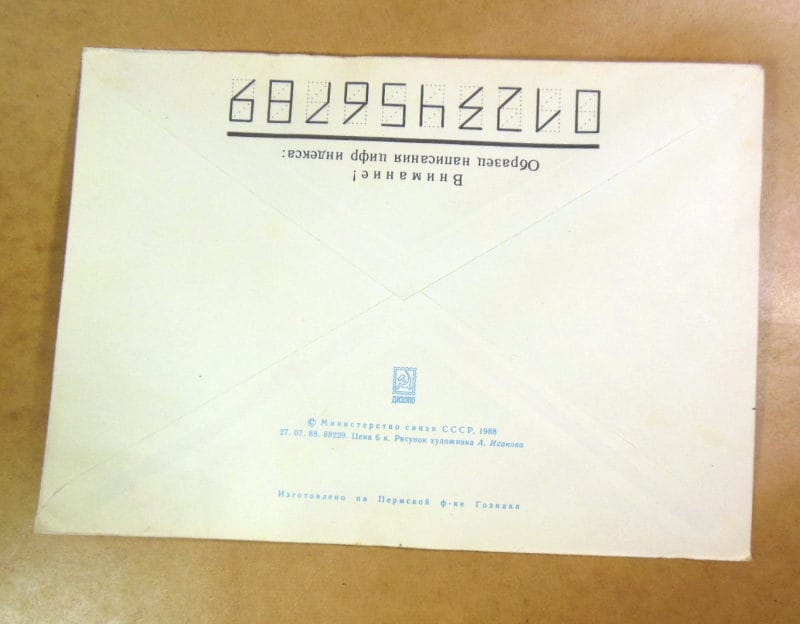 Внимание!
Образец написания цифр индекса:
0123456789
ДИЭЗПО
© Министерство связи СССР, 1988
27. 07. 88. 88229. Цена 6 к. Рисунок художника А. Исакова
Изготовлено на Пермской ф-ке Гознака